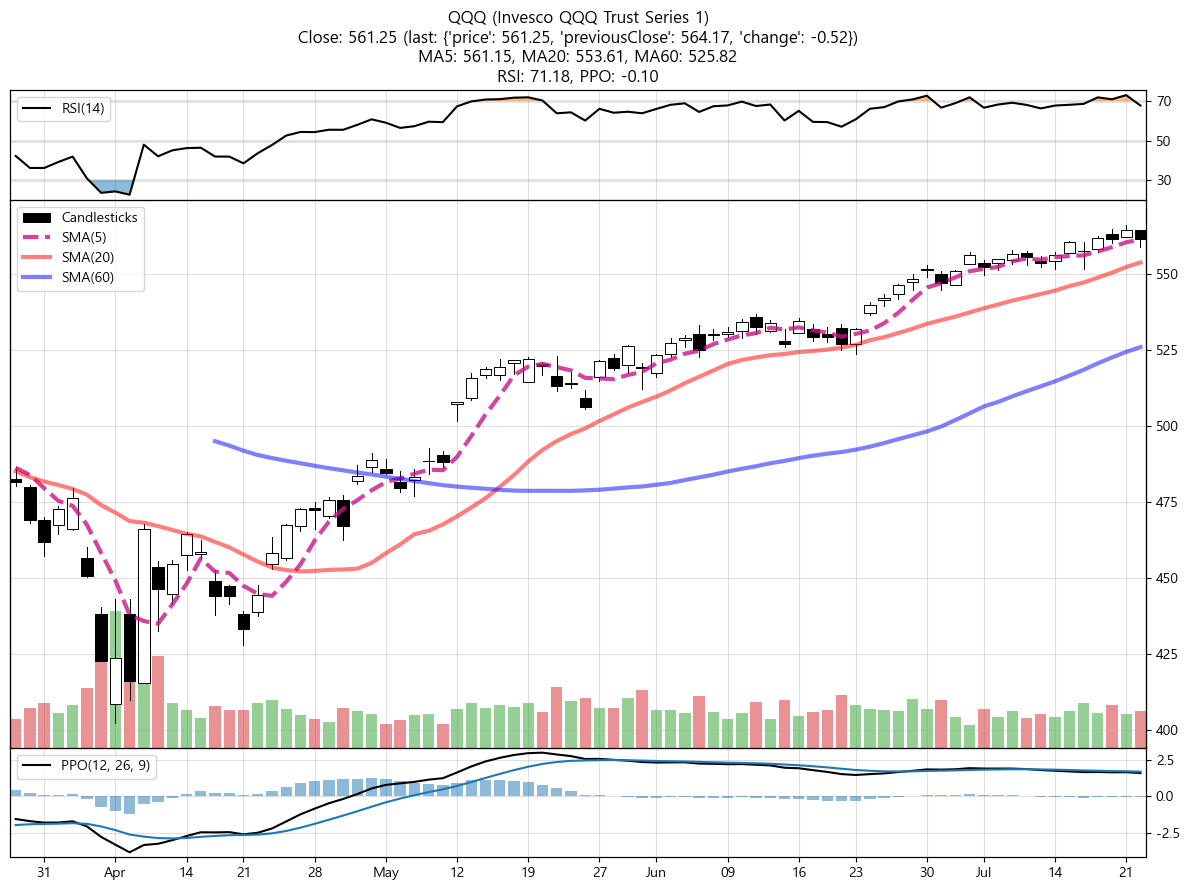 QQQ (Invesco QQQ Trust Series 1)
Close: 561.25 (last: {'price': 561.25, 'previousClose': 564.17, 'change': -0.52})
MA5: 561.15, MA20: 553.61, MA60: 525.82
RSI: 71.18, PPO: -0.10
RSI(14)
70
50
30
Candlesticks
SMA(5)
SMA(20)
SMA(60)
550
525
500
475
450
425
400
PPO(12, 26, 9)
2.5
0.0
-2.5
31 Apr 14 21 28 May 12 19 27 Jun 09 16 23 30 Jul 14 21